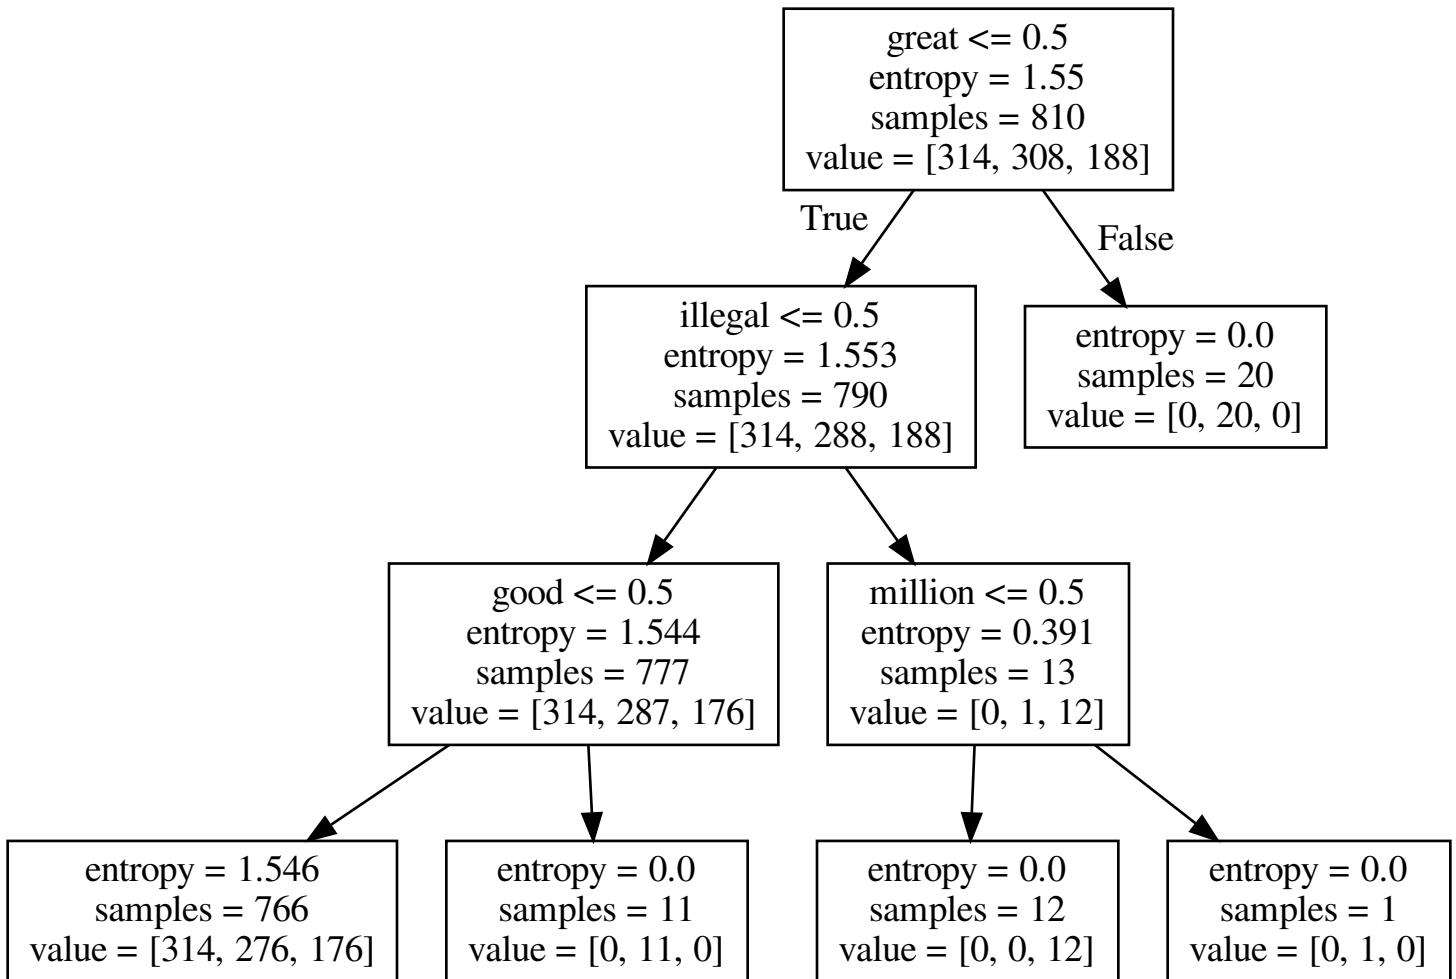 great <= 0.5
entropy = 1.55
samples = 810
value = [314, 308, 188]
True
False
illegal <= 0.5
entropy = 1.553
samples = 790
value = [314, 288, 188]
entropy = 0.0
samples = 20
value = [0, 20, 0]
good <= 0.5
entropy = 1.544
samples = 777
value = [314, 287, 176]
million <= 0.5
entropy = 0.391
samples = 13
value = [0, 1, 12]
entropy = 1.546
samples = 766
value = [314, 276, 176]
entropy = 0.0
samples = 11
value = [0, 11, 0]
entropy = 0.0
samples = 12
value = [0, 0, 12]
entropy = 0.0
samples = 1
value = [0, 1, 0]